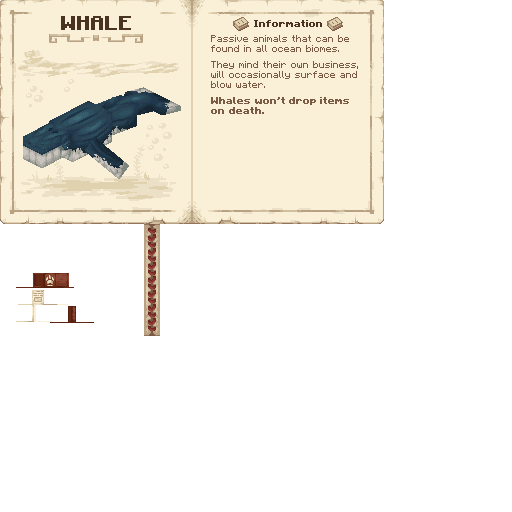 WHALE
Information
Passive animals that can be
found in all ocean biomes.
They mind their own business,
will occasionally surface and
blow water.
Whales won't drop items
on death.